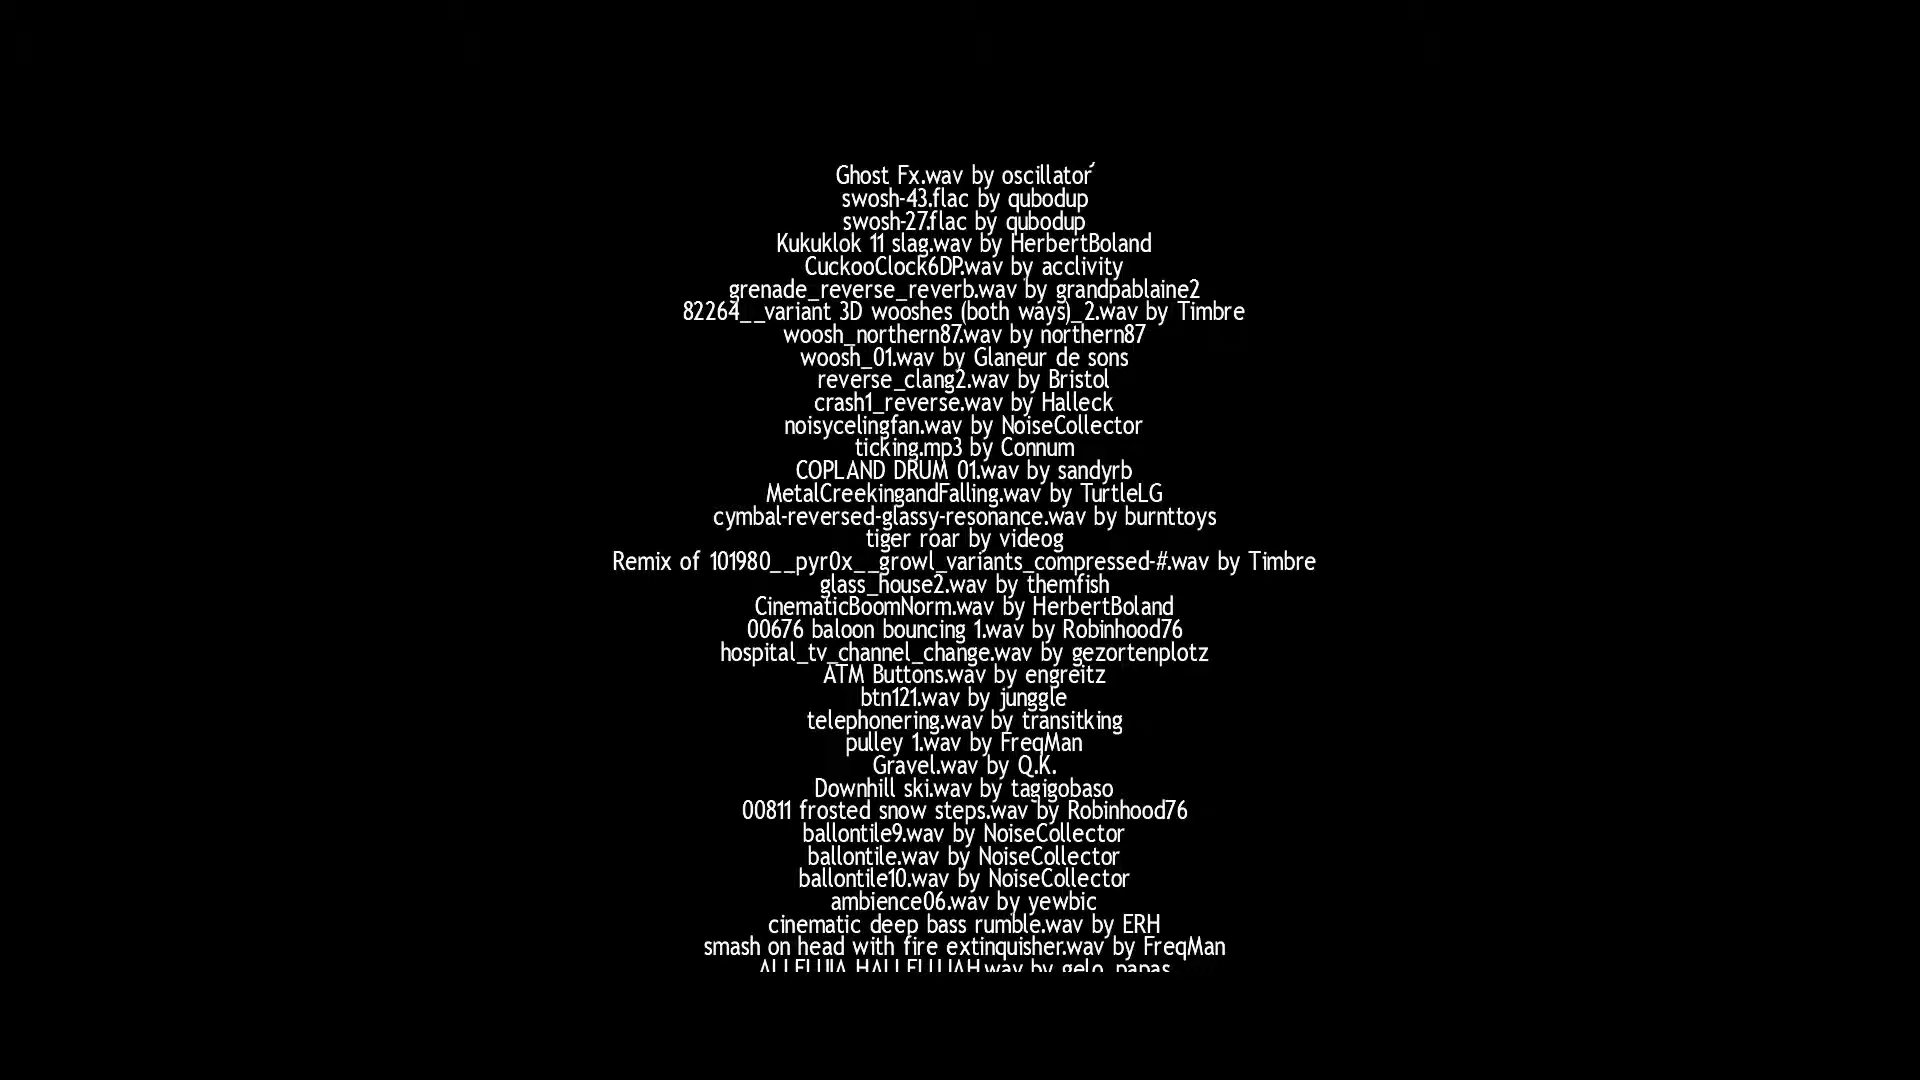 Ghost Fx.wav by oscillator
swosh-43.flac by qubodup
swosh-27.flac by qubodup
Kukuklok 11 slag.wav by HerbertBoland
CuckooClock6DP.wav by acclivity
grenade_reverse_reverb.wav by grandpablaine2
82264__variant 3D wooshes (both ways)_2.wav by Timbre
woosh_northern87.wav by northern87
woosh_01.wav by Glaneur de sons
reverse_clang2.wav by Bristol
crash1_reverse.wav by Halleck
noisycelingfan.wav by NoiseCollector
ticking.mp3 by Connum
COPLAND DRUM 01.wav by sandyrb
MetalCreekingandFalling.wav by TurtleLG
cymbal-reversed-glassy-resonance.wav by burnttoys
tiger roar by videog
Remix of 101980__pyr0x__growl_variants_compressed-#.wav by Timbre
glass_house2.wav by themfish
CinematicBoomNorm.wav by HerbertBoland
00676 baloon bouncing 1.wav by Robinhood76
hospital_tv_channel_change.wav by gezortenplotz
ATM Buttons.wav by engreitz
btn121.wav by junggle
telephonering.wav by transitking
pulley 1.wav by FreqMan
Gravel.wav by Q.K.
Downhill ski.wav by tagigobaso
00811 frosted snow steps.wav by Robinhood76
ballontile9.wav by NoiseCollector
ballontile.wav by NoiseCollector
ballontile10.wav by NoiseCollector
ambience06.wav by yewbic
cinematic deep bass rumble.wav by ERH
smash on head with fire extinquisher.wav by FreqMan
ALLELUIA HALLELUJAH.wav by gelo_papas